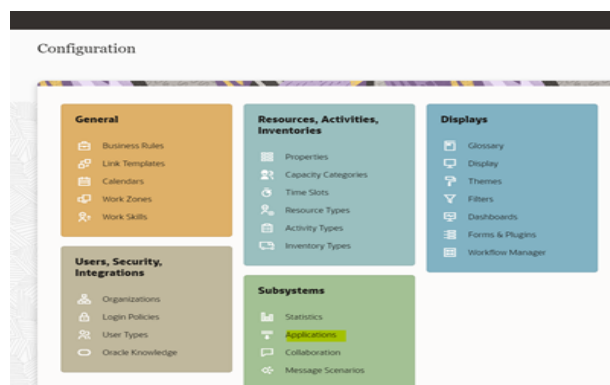 Configuration
General
Business Rules
Link Templates
Calendars
Work Zones
Work Skills
Resources, Activities,
Inventories
Properties
Capacity Categories
Time Slots
Resource Types
Activity Types
Inventory Types
Displays
Glossary
Display
Themes
Filters
Dashboards
Forms & Plugins
Workflow Manager
Users, Security,
Integrations
Organizations
Login Policies
User Types
Oracle Knowledge
Subsystems
Statistics
Applications
Collaboration
Message Scenarios